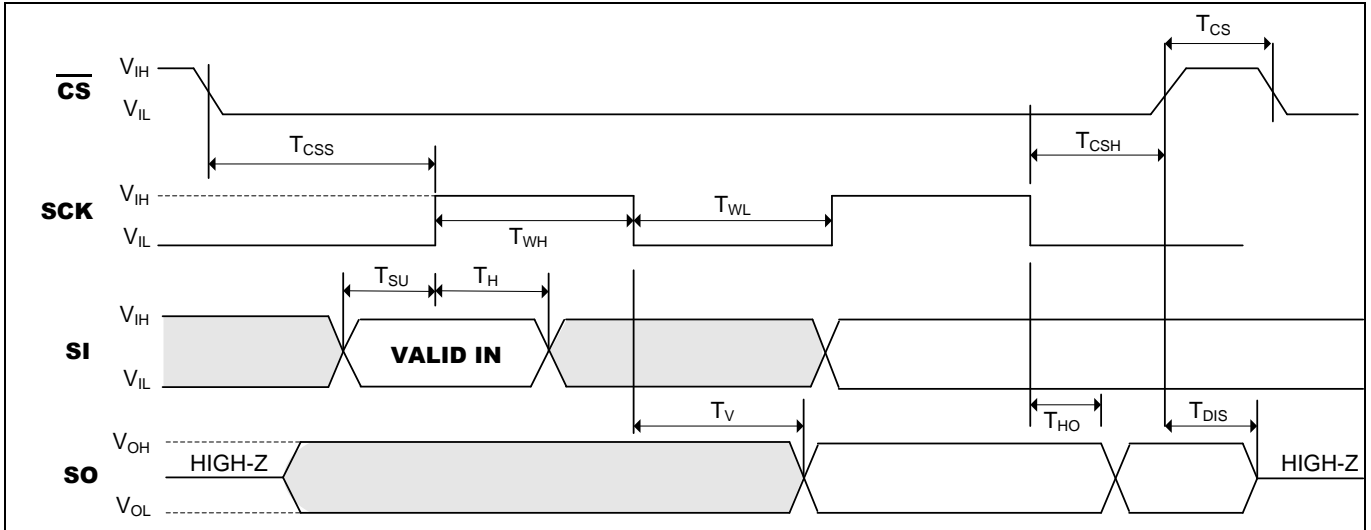 T_CS
V_IH
CS
V_IL
T_CSS
T_CSH
V_IH
SCK
T_WL
V_IL
T_WH
T_SU
T_H
V_IH
SI
VALID IN
V_IL
T_V
T_HO
T_DIS
V_OH
HIGH-Z
HIGH-Z
SO
V_OL